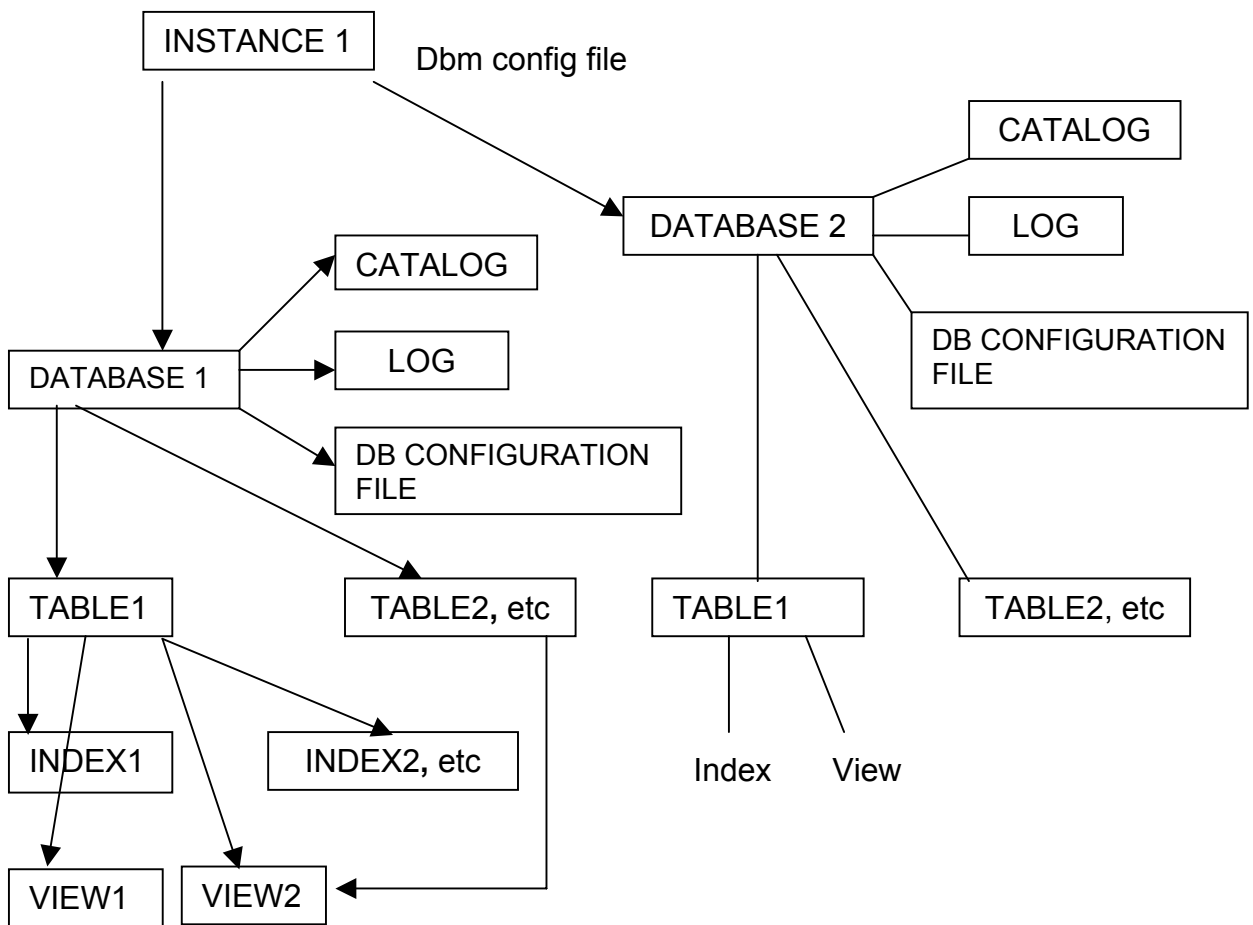 INSTANCE 1
Dbm config file
CATALOG
DATABASE 2
LOG
CATALOG
DB CONFIGURATION
FILE
LOG
DATABASE 1
DB CONFIGURATION
FILE
TABLE1
TABLE2, etc
TABLE1
TABLE2, etc
INDEX1
INDEX2, etc
Index
View
VIEW1
VIEW2